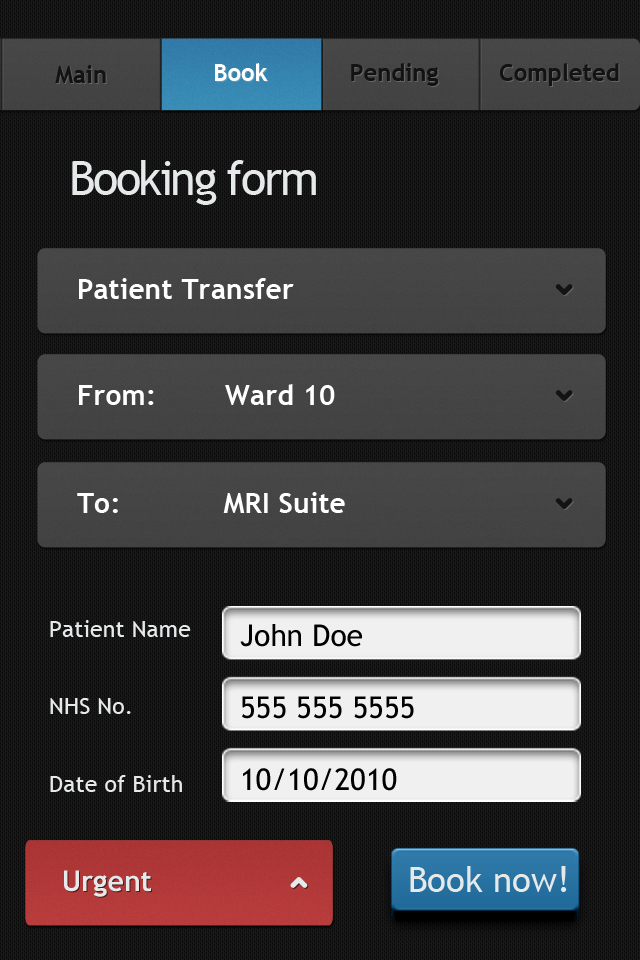 Main Book Pending Completed
Booking form
Patient Transfer
From: Ward 10
To: MRI Suite
Patient Name John Doe
NHS No. 555 555 5555
Date of Birth 10/10/2010
Urgent Book now!